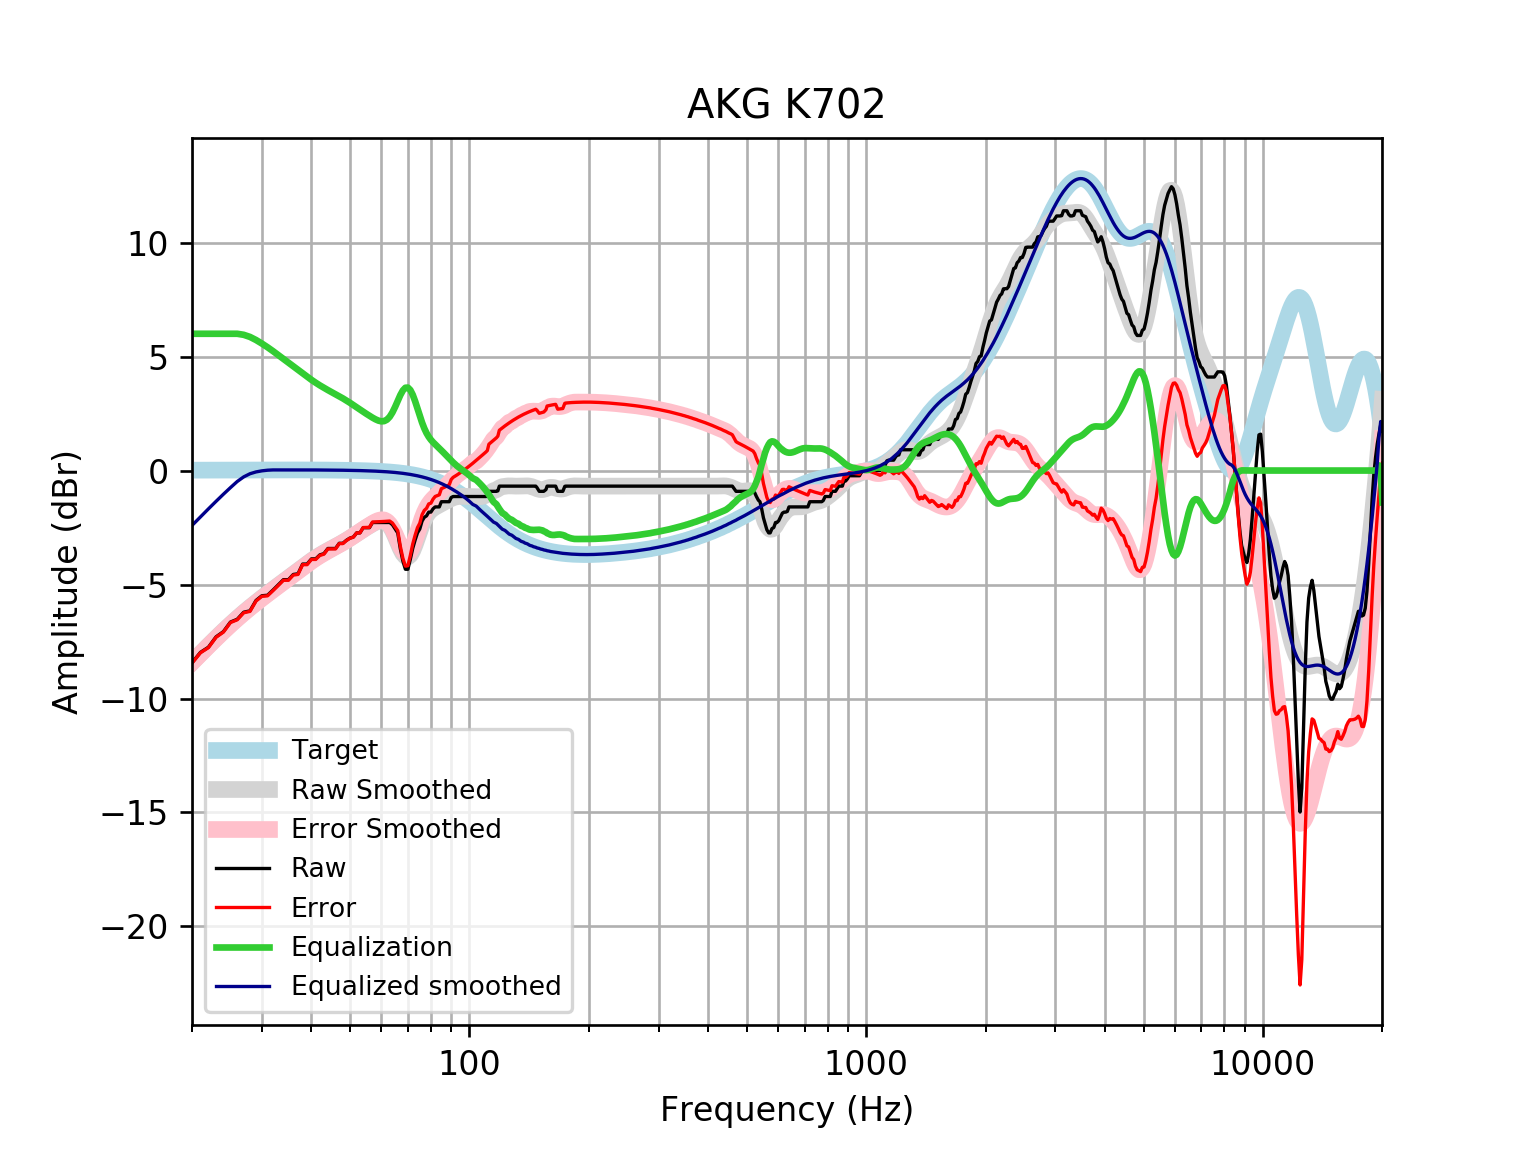 AKG K702
10
5
0
−5
−10
−15
−20
Amplitude (dBr)
Target
Raw Smoothed
Error Smoothed
Raw
Error
Equalization
Equalized smoothed
100
1000
10000
Frequency (Hz)